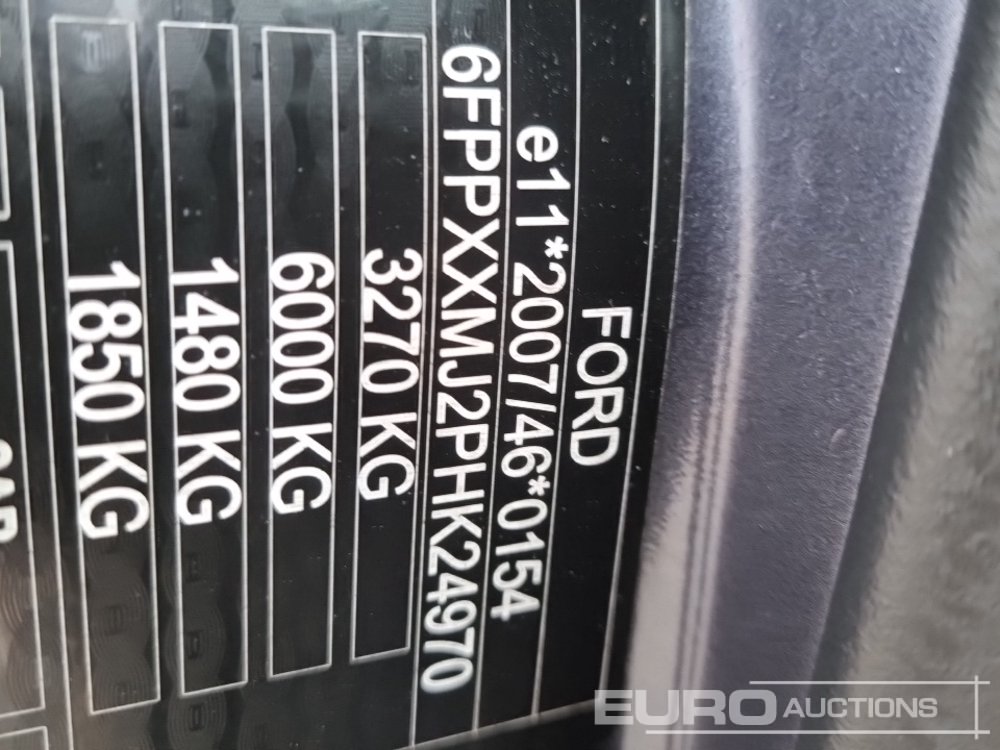 FORD
e11*2007/46*0154
6FPPXXMJ2PHK24970
3270 KG
6000 KG
1480 KG
1850 KG
EURO AUCTIONS